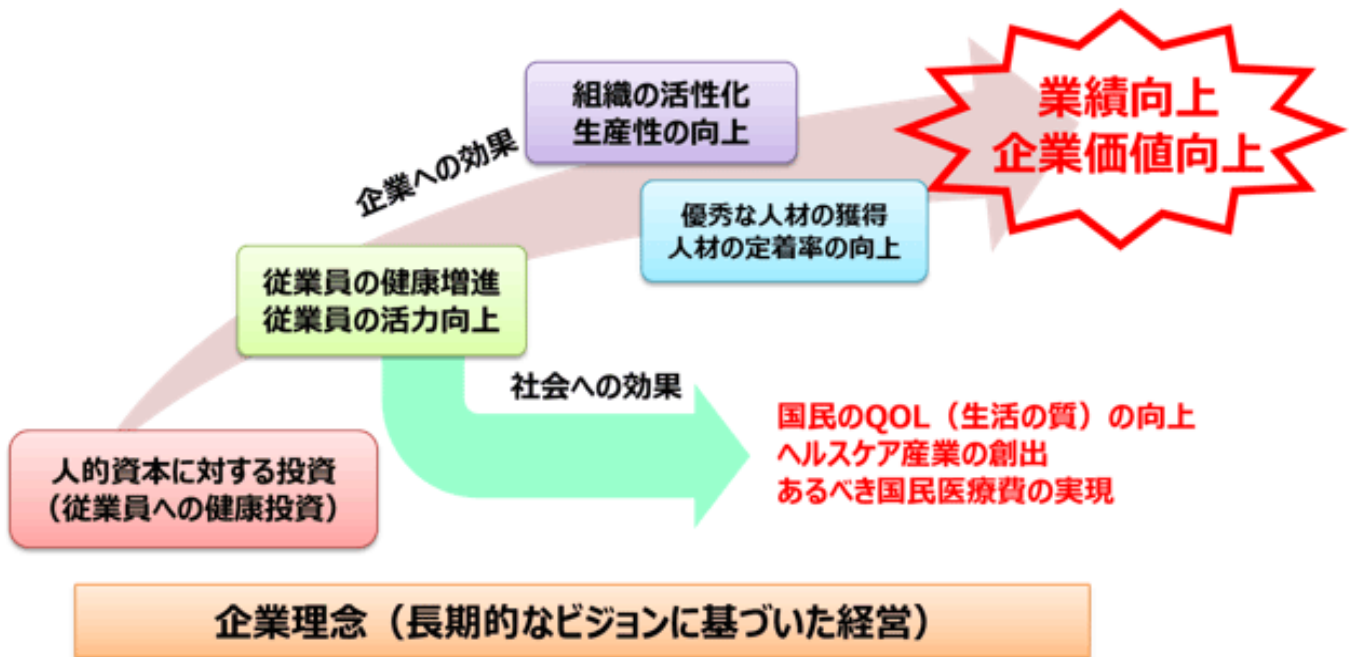 業績向上
企業価値向上
組織の活性化
生産性の向上
企業への効果
優秀な人材の獲得
人材の定着率の向上
従業員の健康増進
従業員の活力向上
社会への効果
国民のQOL（生活の質）の向上
ヘルスケア産業の創出
あるべき国民医療費の実現
人的資本に対する投資
（従業員への健康投資）
企業理念（長期的なビジョンに基づいた経営）